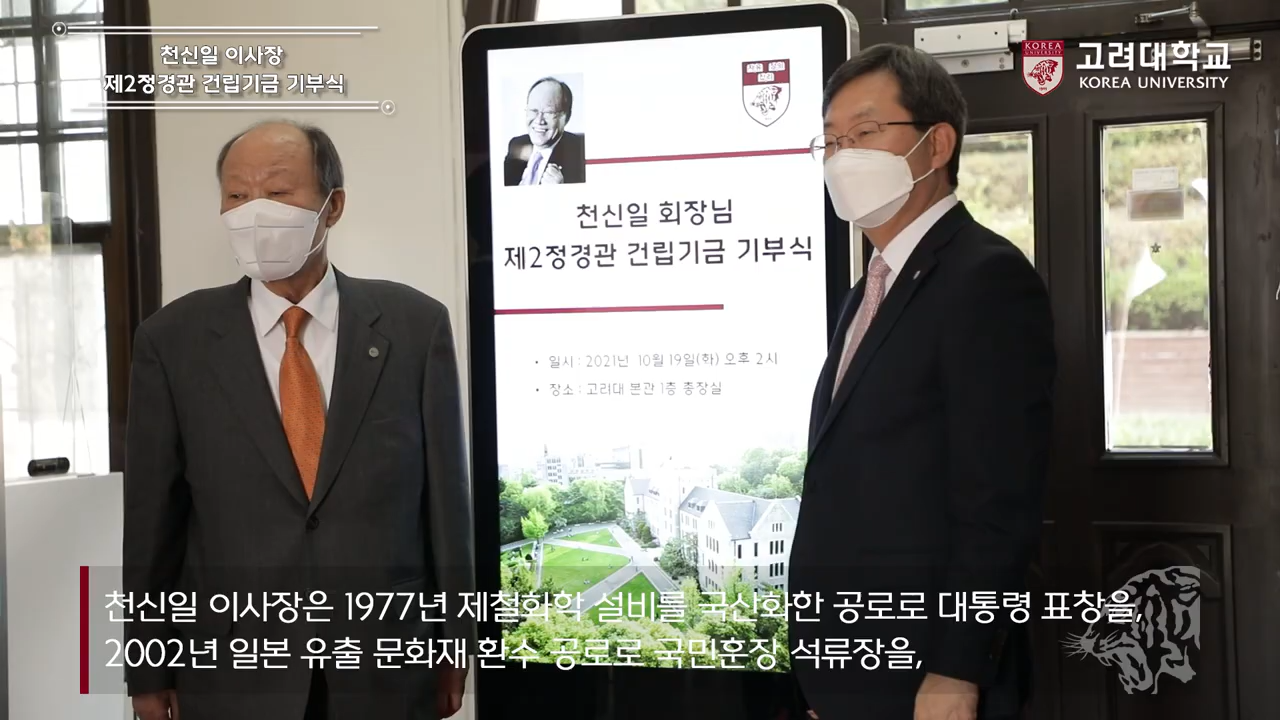 천신일 이사장
제2정경관 건립기금 기부식
KOREA
UNIVERSITY
고려대학교
KOREA UNIVERSITY
천신일 회장님
제2정경관 건립기금 기부식
• 일시 : 2021년 10월 19일(화) 오후 2시
• 장소 : 고려대 본관 1층 총장실
천신일 이사장은 1977년 제철화학 설비를 국산화한 공로로 대통령 표창을,
2002년 일본 유출 문화재 환수 공로로 국민훈장 석류장을,